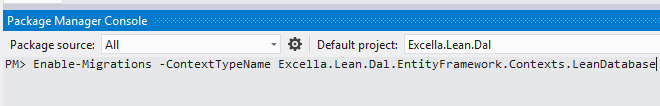 Package Manager Console
Package source: All Default project: Excella.Lean.Dal
PM> Enable-Migrations -ContextTypeName Excella.Lean.Dal.EntityFramework.Contexts.LeanDatabase